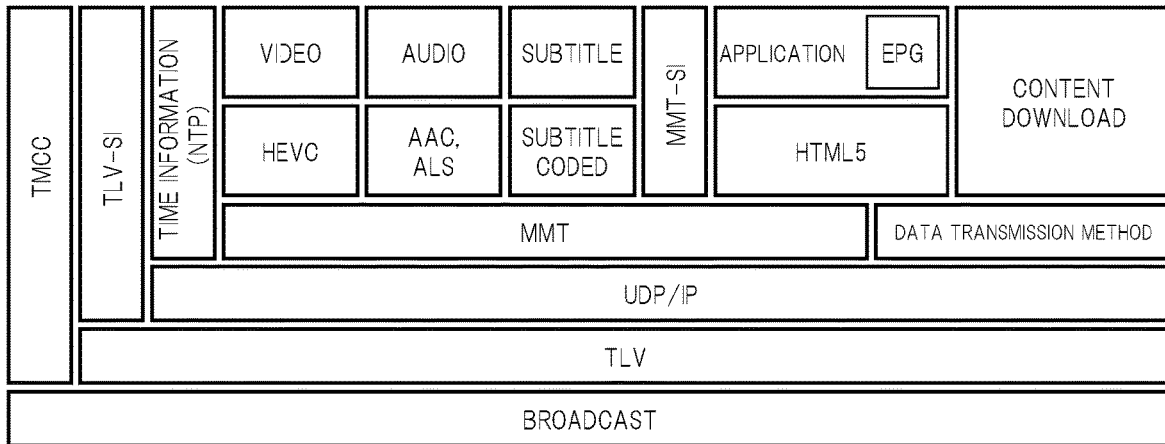 TMCC
TLV-SI
TIME INFORMATION
(NTP)
VIDEO
AUDIO
SUBTITLE
MMT-SI
APPLICATION
EPG
CONTENT
DOWNLOAD
HEVC
AAC,
ALS
SUBTITLE
CODED
HTML5
MMT
DATA TRANSMISSION METHOD
UDP/IP
TLV
BROADCAST